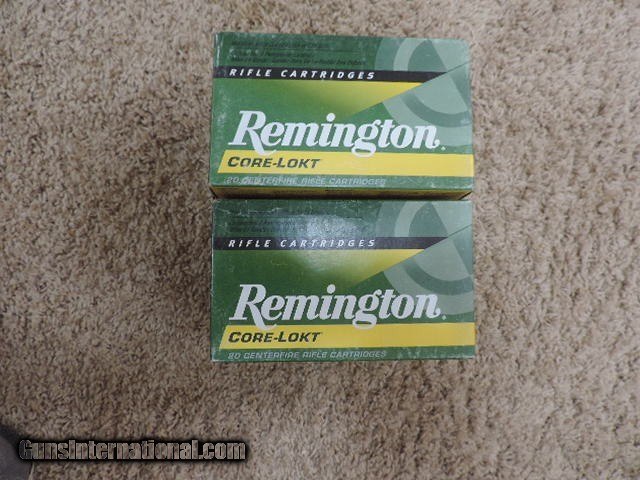 RIFLE CARTRIDGES
Remington.
CORE-LOKT
20 CENTERFIRE RIFLE CARTRIDGES
RIFLE CARTRIDGES
Remington.
CORE-LOKT
20 CENTERFIRE RIFLE CARTRIDGES
GunsInternational.com